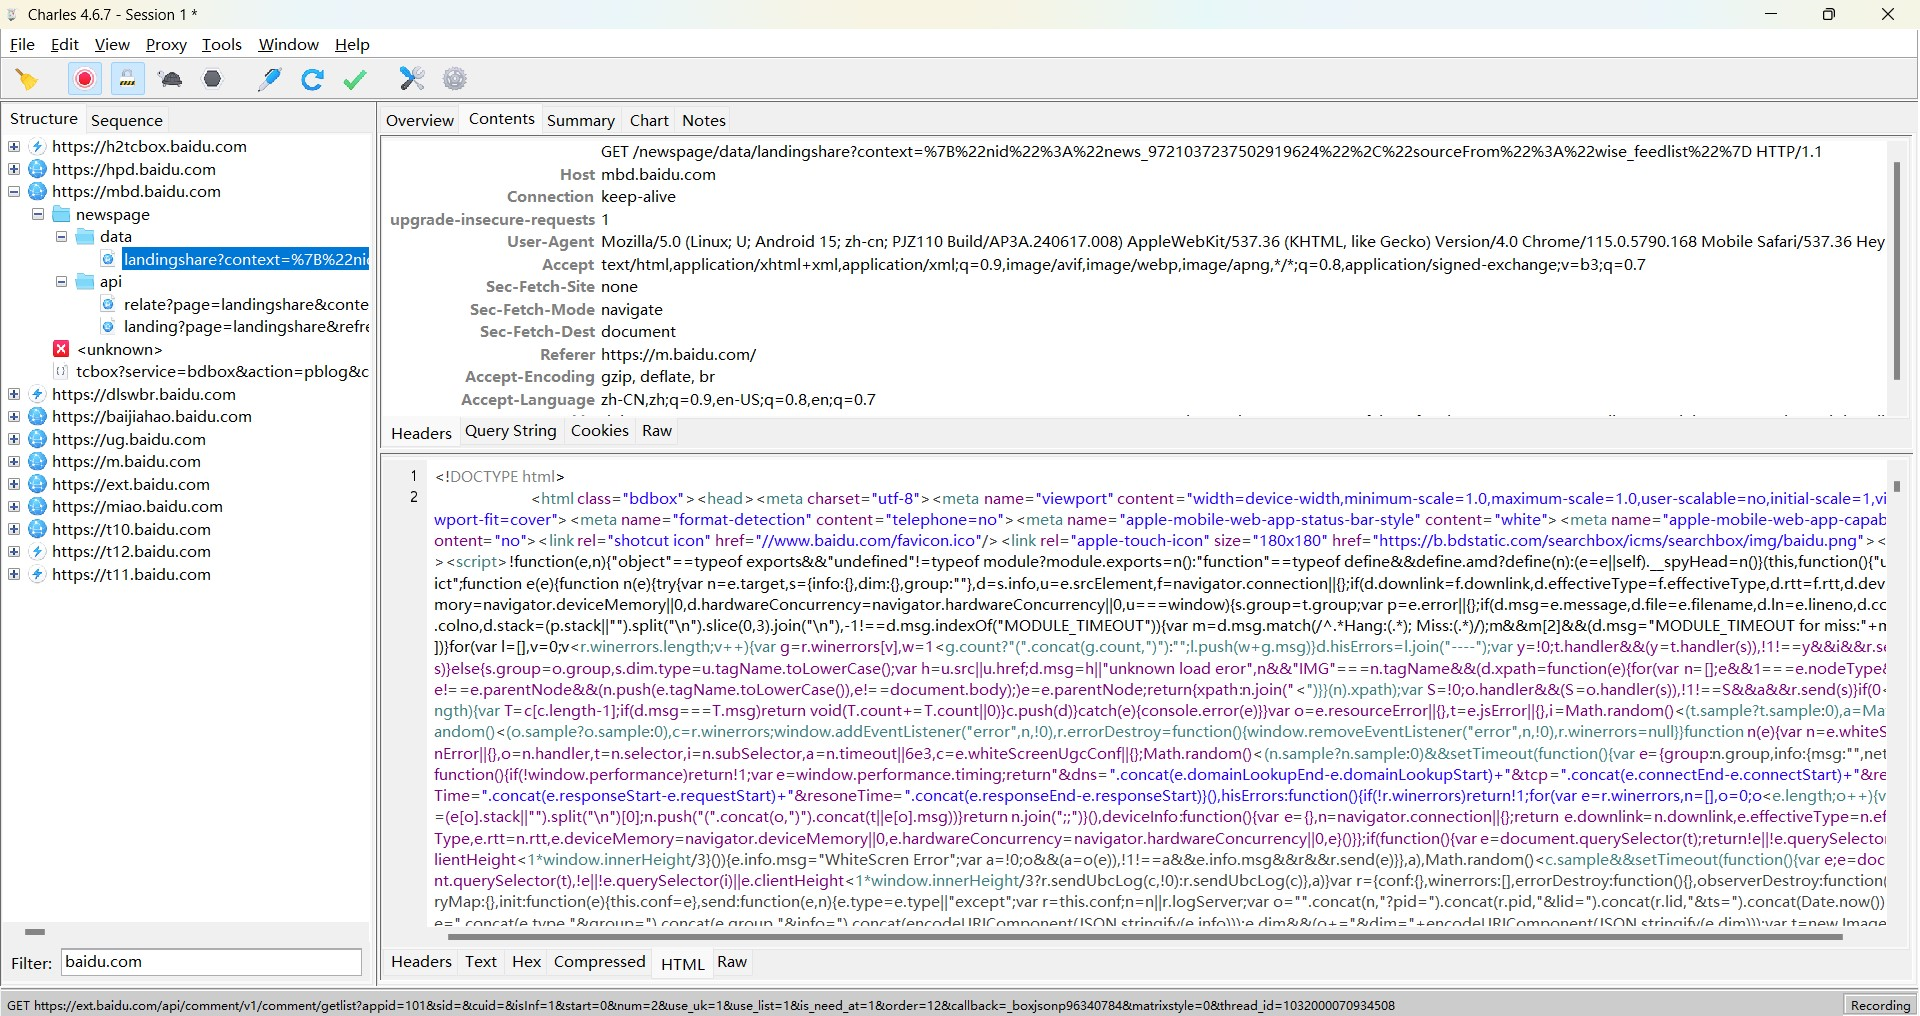 Charles 4.6.7 - Session 1 *
File Edit View Proxy Tools Window Help
Structure Sequence
https://h2tcbox.baidu.com
https://hpd.baidu.com
https://mbd.baidu.com
newspage
data
landingshare?context=%7B%22ni
api
relate?page=landingshare&conte
landing?page=landingshare&refre
<unknown>
tcbox?service=bdbox&action=pblog&c
https://dlswbr.baidu.com
https://baijiahao.baidu.com
https://ug.baidu.com
https://m.baidu.com
https://ext.baidu.com
https://miao.baidu.com
https://t10.baidu.com
https://t12.baidu.com
https://t11.baidu.com
Filter: baidu.com
Overview Contents Summary Chart Notes
GET /newspage/data/landingshare?context=%7B%22nid%22%3A%22news_9721037237502919624%22%2C%22sourceFrom%22%3A%22wise_feedlist%22%7D HTTP/1.1
Host mbd.baidu.com
Connection keep-alive
upgrade-insecure-requests 1
User-Agent Mozilla/5.0 (Linux; U; Android 15; zh-cn; PJZ110 Build/AP3A.240617.008) AppleWebKit/537.36 (KHTML, like Gecko) Version/4.0 Chrome/115.0.5790.168 Mobile Safari/537.36 Hey
Accept text/html,application/xhtml+xml,application/xml;q=0.9,image/avif,image/webp,image/apng,*/*;q=0.8,application/signed-exchange;v=b3;q=0.7
Sec-Fetch-Site none
Sec-Fetch-Mode navigate
Sec-Fetch-Dest document
Referer https://m.baidu.com/
Accept-Encoding gzip, deflate, br
Accept-Language zh-CN,zh;q=0.9,en-US;q=0.8,en;q=0.7
Headers Query String Cookies Raw
1 <!DOCTYPE html>
2 <html class="bdbox"><head><meta charset="utf-8"><meta name="viewport" content="width=device-width,minimum-scale=1.0,maximum-scale=1.0,user-scalable=no,initial-scale=1,vi
wport-fit=cover"><meta name="format-detection" content="telephone=no"><meta name="apple-mobile-web-app-status-bar-style" content="white"><meta name="apple-mobile-web-app-capab
ontent="no"><link rel="shotcut icon" href="//www.baidu.com/favicon.ico"/><link rel="apple-touch-icon" size="180x180" href="https://b.bdstatic.com/searchbox/icms/searchbox/img/baidu.png"><
><script>!function(e,n){"object"==typeof exports&&"undefined"!=typeof module?module.exports=n():"function"==typeof define&&define.amd?define(n):(e=e||self).__spyHead=n()}(this,function(){"u
ict";function e(e){function n(e){try{var n=e.target,s={info:{},dim:{},group:""},d=s.info,u=e.srcElement,f=navigator.connection||{};if(d.downlink=f.downlink,d.effectiveType=f.effectiveType,d.rtt=f.rtt,d.dev
mory=navigator.deviceMemory||0,d.hardwareConcurrency=navigator.hardwareConcurrency||0,u===window){s.group=t.group;var p=e.error||{};if(d.msg=e.message,d.file=e.filename,d.ln=e.lineno,d.co
.colno,d.stack=(p.stack||"").split("\n").slice(0,3).join("\n"),-1!==d.msg.indexOf("MODULE_TIMEOUT")){var m=d.msg.match(/^.*Hang:(.*); Miss:(.*)/);m&&m[2]&&(d.msg="MODULE_TIMEOUT for miss:"+m
])}for(var l=[],v=0;v<r.winerrors.length;v++){var g=r.winerrors[v],w=1<g.count?"(".concat(g.count,")"):"";l.push(w+g.msg)}d.hisErrors=l.join("----");var y=!0;t.handler&&(y=t.handler(s)),!1!==y&&i&&r.se
s)}else{s.group=o.group,s.dim.type=u.tagName.toLowerCase();var h=u.src||u.href;d.msg=h||"unknown load eror",n&&"IMG"===n.tagName&&(d.xpath=function(e){for(var n=[];e&&1===e.nodeType&
e!==e.parentNode&&(n.push(e.tagName.toLowerCase()),e!==document.body);)e=e.parentNode;return{xpath:n.join("<")}}(n).xpath);var S=!0;o.handler&&(S=o.handler(s)),!1!==S&&a&&r.send(s)}if(0<
ngth){var T=c[c.length-1];if(d.msg===T.msg)return void(T.count+=T.count||0)}c.push(d)}catch(e){console.error(e)}}var o=e.resourceError||{},t=e.jsError||{},i=Math.random()<(t.sample?t.sample:0),a=Ma
andom()<(o.sample?o.sample:0),c=r.winerrors;window.addEventListener("error",n,!0),r.errorDestroy=function(){window.removeEventListener("error",n,!0),r.winerrors=null}}function n(e){var n=e.whiteS
nError||{},o=n.handler,t=n.selector,i=n.subSelector,a=n.timeout||6e3,c=e.whiteScreenUgcConf||{};Math.random()<(n.sample?n.sample:0)&&setTimeout(function(){var e={group:n.group,info:{msg:"",net
function(){if(!window.performance)return!1;var e=window.performance.timing;return"&dns=".concat(e.domainLookupEnd-e.domainLookupStart)+"&tcp=".concat(e.connectEnd-e.connectStart)+"&re
Time=".concat(e.responseStart-e.requestStart)+"&resoneTime=".concat(e.responseEnd-e.responseStart)}(),hisErrors:function(){if(!r.winerrors)return!1;for(var e=r.winerrors,n=[],o=0;o<e.length;o++){v
=(e[o].stack||"").split("\n")[0];n.push("(".concat(o,")").concat(t||e[o].msg))}return n.join(";;")}(),deviceInfo:function(){var e={},n=navigator.connection||{};return e.downlink=n.downlink,e.effectiveType=n.ef
Type,e.rtt=n.rtt,e.deviceMemory=navigator.deviceMemory||0,e.hardwareConcurrency=navigator.hardwareConcurrency||0,e}()}};if(function(){var e=document.querySelector(t);return!e||!e.querySelecto
lientHeight<1*window.innerHeight/3}()){e.info.msg="WhiteScren Error";var a=!0;o&&(a=o(e)),!1!==a&&e.info.msg&&r&&r.send(e)}},a),Math.random()<c.sample&&setTimeout(function(){var e;e=doc
nt.querySelector(t),!e||!e.querySelector(i)||e.clientHeight<1*window.innerHeight/3?r.sendUbcLog(c,!0):r.sendUbcLog(c)},a)}var r={conf:{},winerrors:[],errorDestroy:function(){},observerDestroy:function(
ryMap:{},init:function(e){this.conf=e},send:function(e,n){e.type=e.type||"except";var r=this.conf;n=n||r.logServer;var o="".concat(n,"?pid=").concat(r.pid,"&lid=").concat(r.lid,"&ts=").concat(Date.now())
e=".concat(e.type,"&group=").concat(e.group,"&info=").concat(encodeURIComponent(JSON.stringify(e.info)));e.dim&&(o+="&dim="+encodeURIComponent(JSON.stringify(e.dim)));var t=new Image
Headers Text Hex Compressed HTML Raw
GET https://ext.baidu.com/api/comment/v1/comment/getlist?appid=101&sid=&cuid=&isInf=1&start=0&num=2&use_uk=1&use_list=1&is_need_at=1&order=12&callback=_boxjsonp96340784&matrixstyle=0&thread_id=1032000070934508
Recording